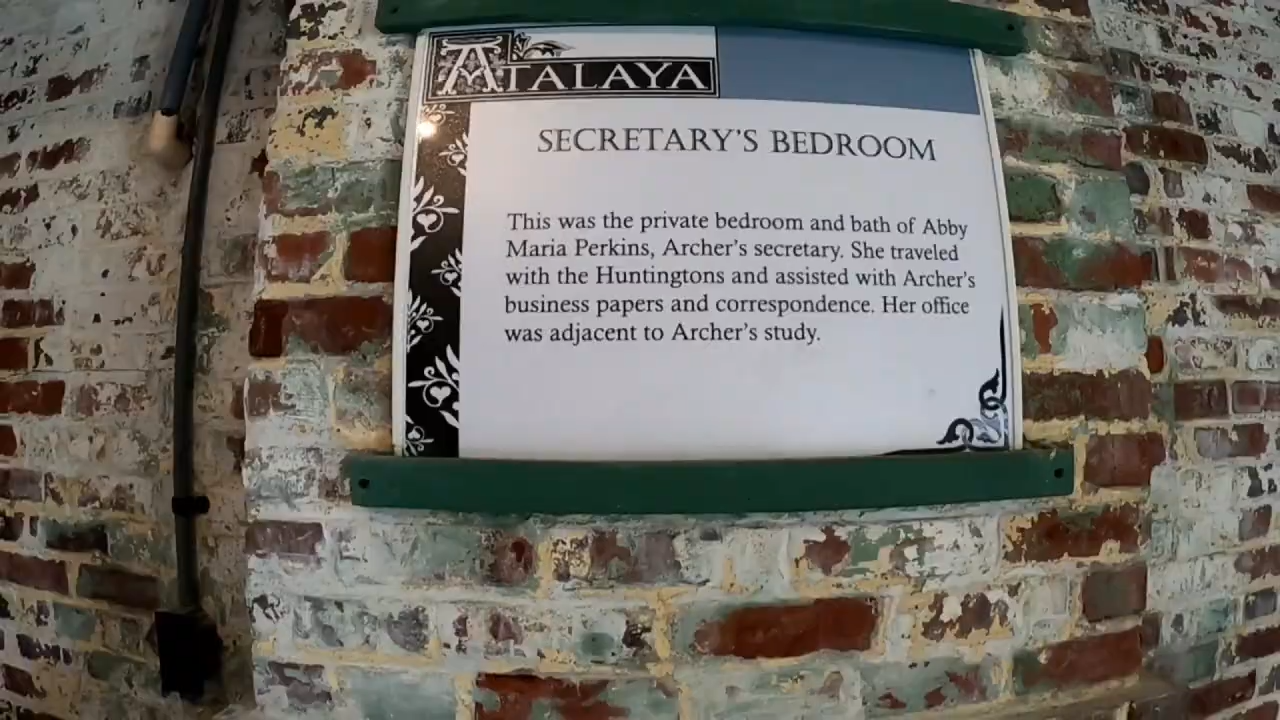 ATALAYA
SECRETARY'S BEDROOM
This was the private bedroom and bath of Abby
Maria Perkins, Archer's secretary. She traveled
with the Huntingtons and assisted with Archer's
business papers and correspondence. Her office
was adjacent to Archer's study.